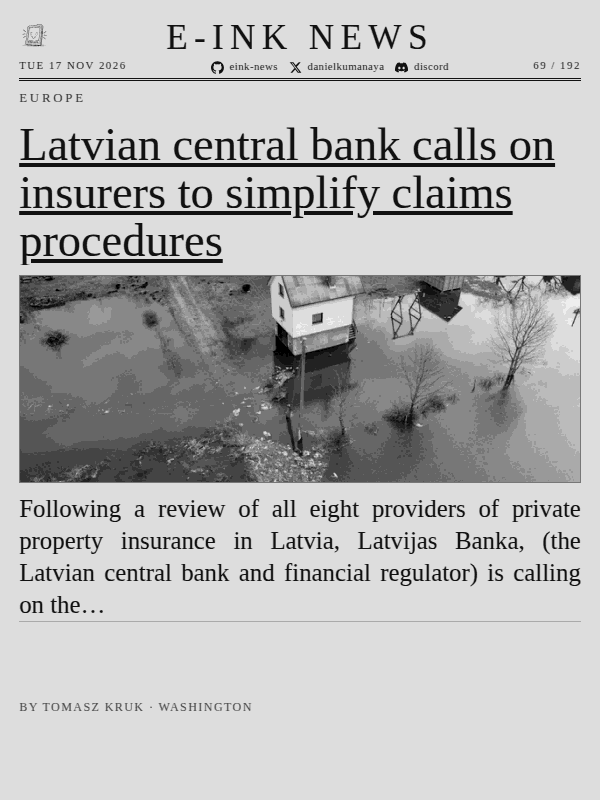 E-INK NEWS
TUE 17 NOV 2026
eink-news danielkumanaya discord
69 / 192
EUROPE
Latvian central bank calls on
insurers to simplify claims
procedures
Following a review of all eight providers of private
property insurance in Latvia, Latvijas Banka, (the
Latvian central bank and financial regulator) is calling
on the…
BY TOMASZ KRUK · WASHINGTON